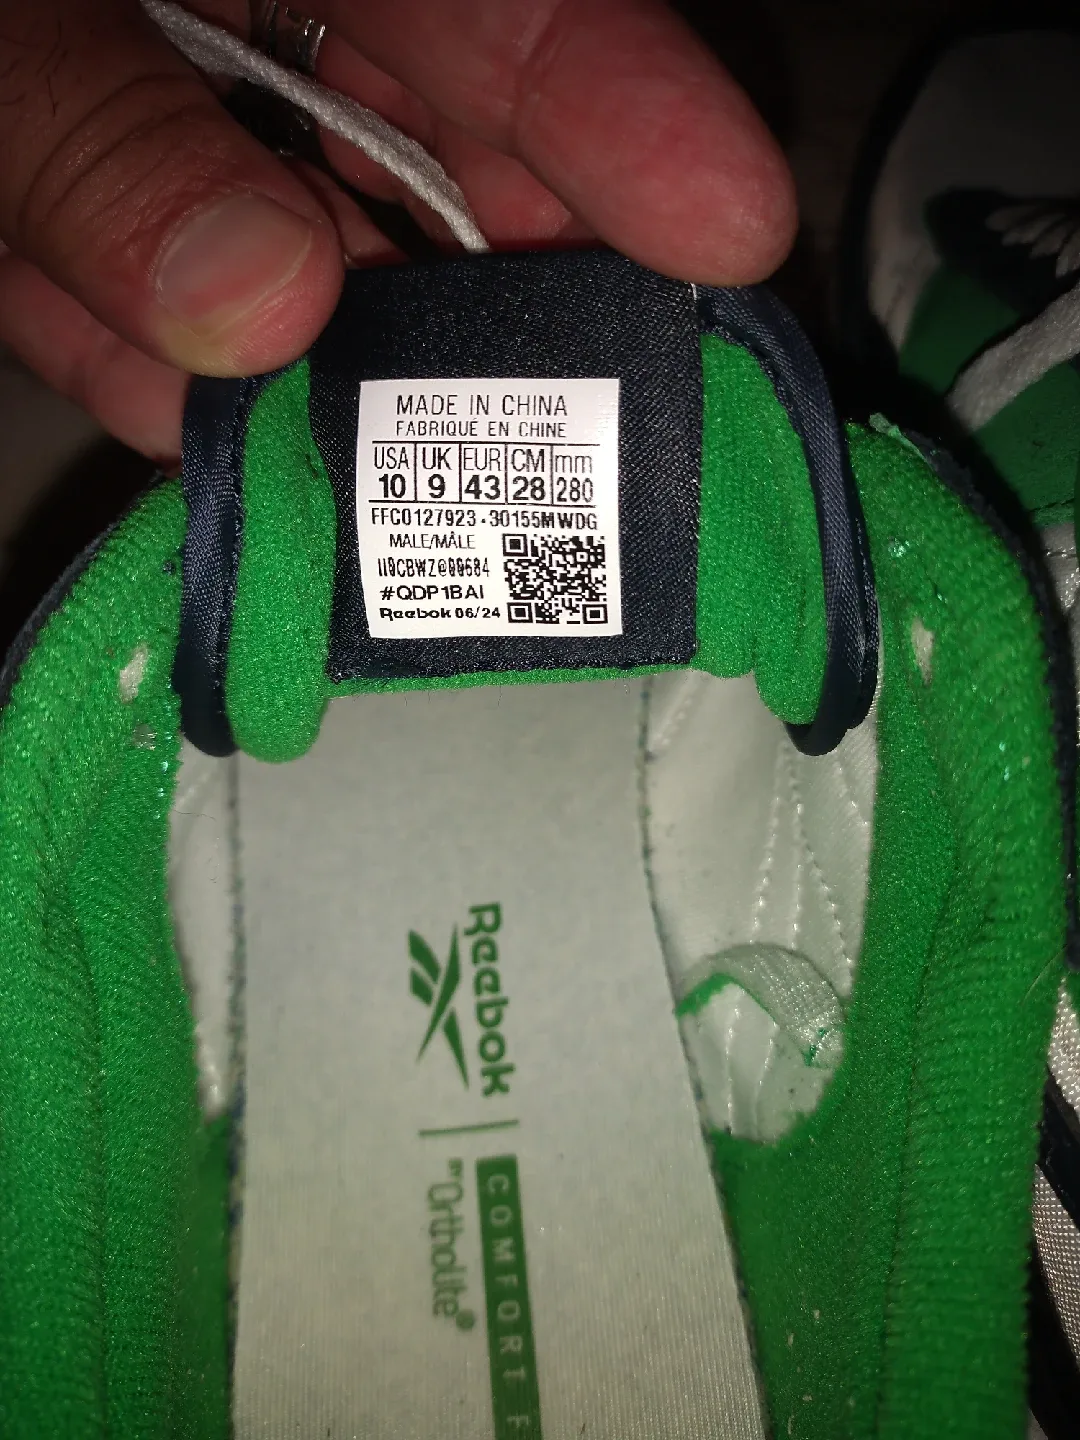 MADE IN CHINA
FABRIQUÉ EN CHINE
USA UK EUR CM mm
10 9 43 28 280
FFC0127923-30155MWDG
MALE/MÂLE
#QDP1BAI
Reebok 06/24
Reebok
OrthoLite®
COMFORT F